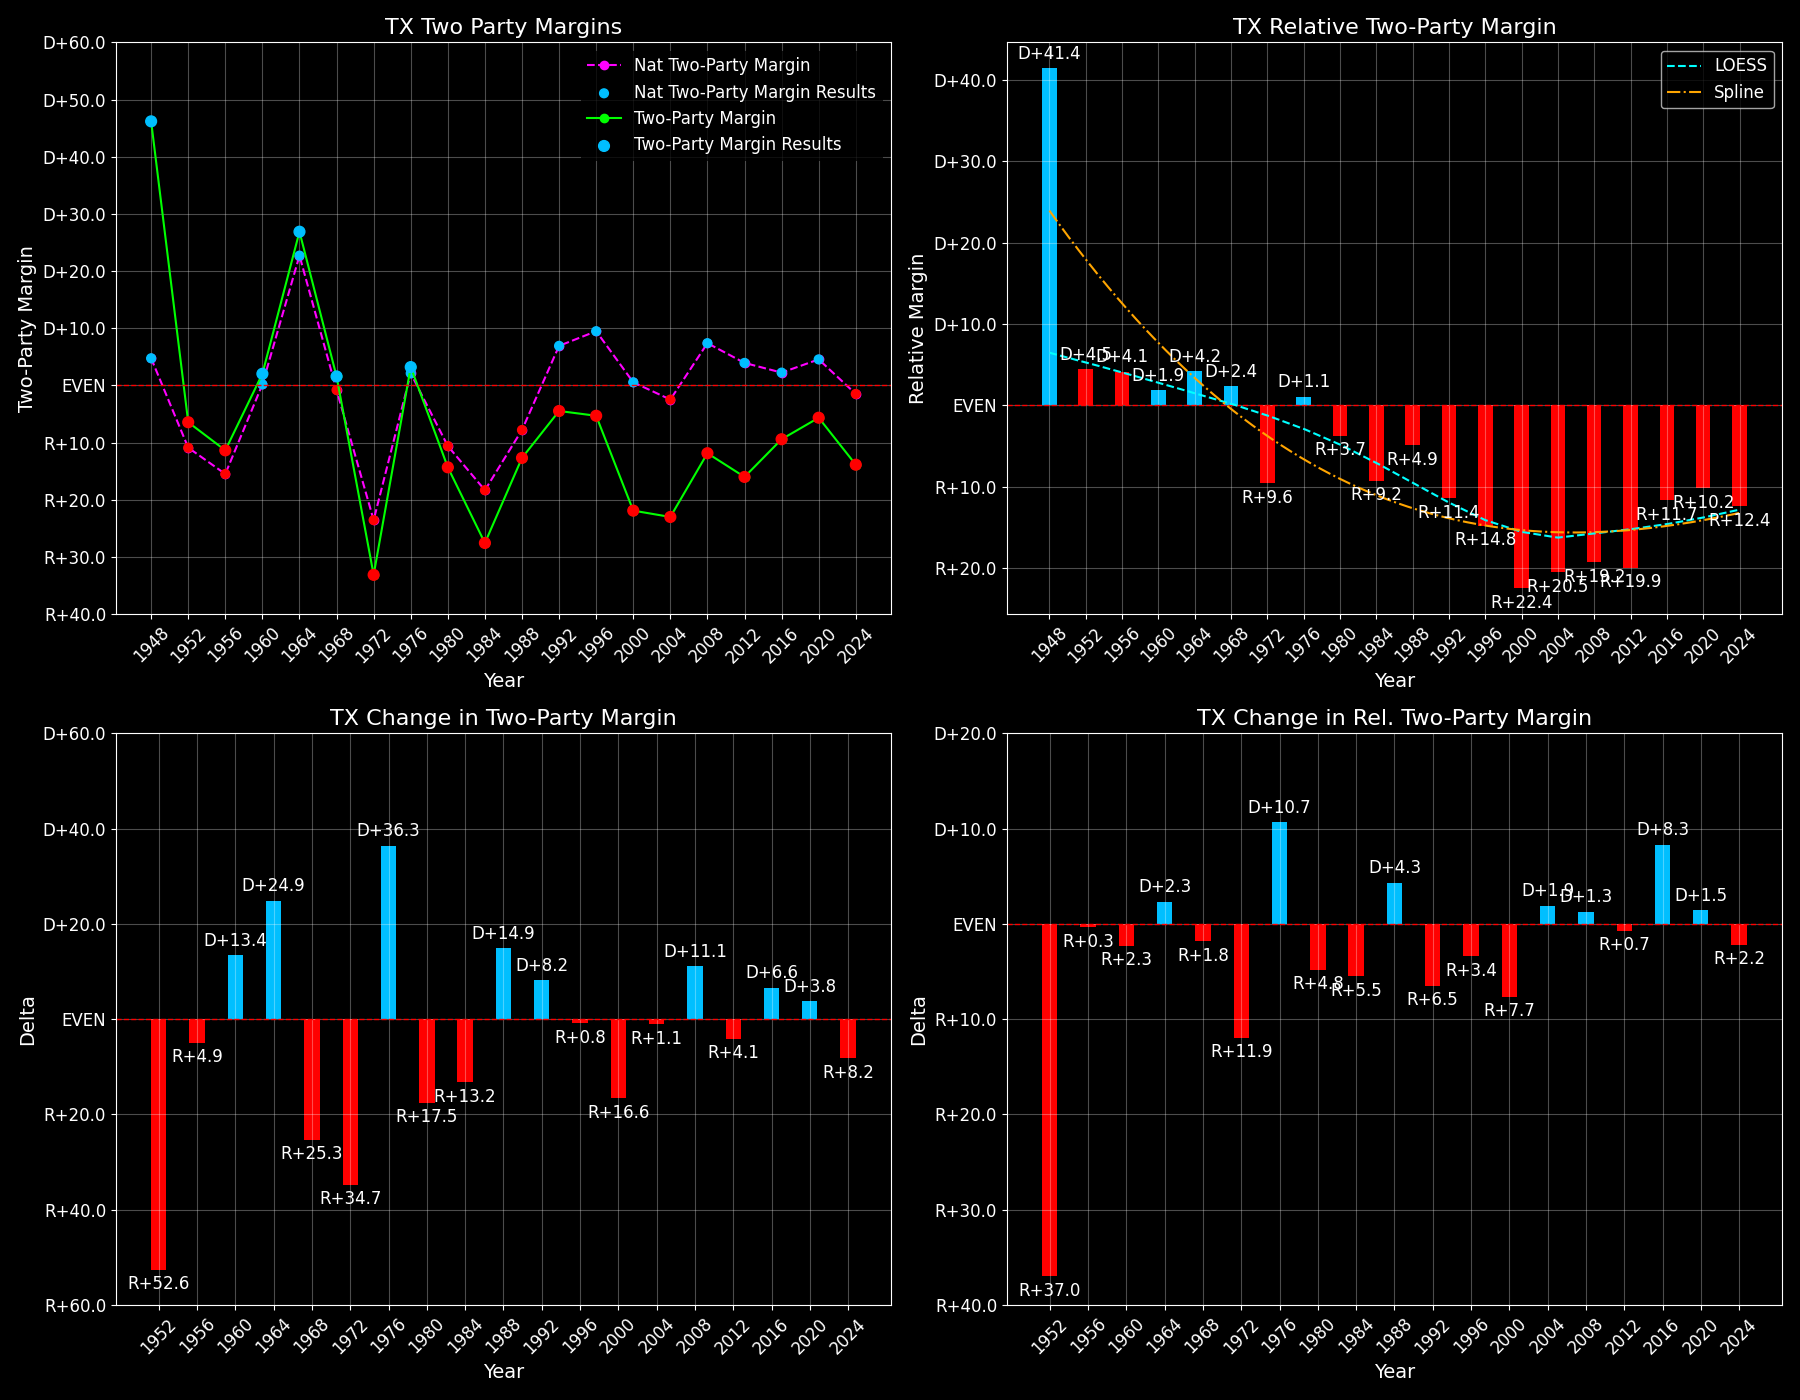 TX Two Party Margins
D+60.0
D+50.0
D+40.0
D+30.0
D+20.0
D+10.0
EVEN
R+10.0
R+20.0
R+30.0
R+40.0
Two-Party Margin
Nat Two-Party Margin
Nat Two-Party Margin Results
Two-Party Margin
Two-Party Margin Results
1948 1952 1956 1960 1964 1968 1972 1976 1980 1984 1988 1992 1996 2000 2004 2008 2012 2016 2020 2024
Year
TX Relative Two-Party Margin
D+40.0
D+30.0
D+20.0
D+10.0
EVEN
R+10.0
R+20.0
Relative Margin
LOESS
Spline
D+41.4
D+4.5
D+4.1
D+1.9
D+4.2
D+2.4
R+9.6
D+1.1
R+3.7
R+9.2
R+4.9
R+11.4
R+14.8
R+22.4
R+20.5
R+19.2
R+19.9
R+11.7
R+10.2
R+12.4
1948 1952 1956 1960 1964 1968 1972 1976 1980 1984 1988 1992 1996 2000 2004 2008 2012 2016 2020 2024
Year
TX Change in Two-Party Margin
D+60.0
D+40.0
D+20.0
EVEN
R+20.0
R+40.0
R+60.0
Delta
R+52.6
R+4.9
D+13.4
D+24.9
R+25.3
R+34.7
D+36.3
R+17.5
R+13.2
D+14.9
D+8.2
R+0.8
R+16.6
R+1.1
D+11.1
R+4.1
D+6.6
D+3.8
R+8.2
1952 1956 1960 1964 1968 1972 1976 1980 1984 1988 1992 1996 2000 2004 2008 2012 2016 2020 2024
Year
TX Change in Rel. Two-Party Margin
D+20.0
D+10.0
EVEN
R+10.0
R+20.0
R+30.0
R+40.0
Delta
R+37.0
R+0.3
R+2.3
D+2.3
R+1.8
R+11.9
D+10.7
R+4.8
R+5.5
D+4.3
R+6.5
R+3.4
R+7.7
D+1.9
D+1.3
R+0.7
D+8.3
D+1.5
R+2.2
1952 1956 1960 1964 1968 1972 1976 1980 1984 1988 1992 1996 2000 2004 2008 2012 2016 2020 2024
Year